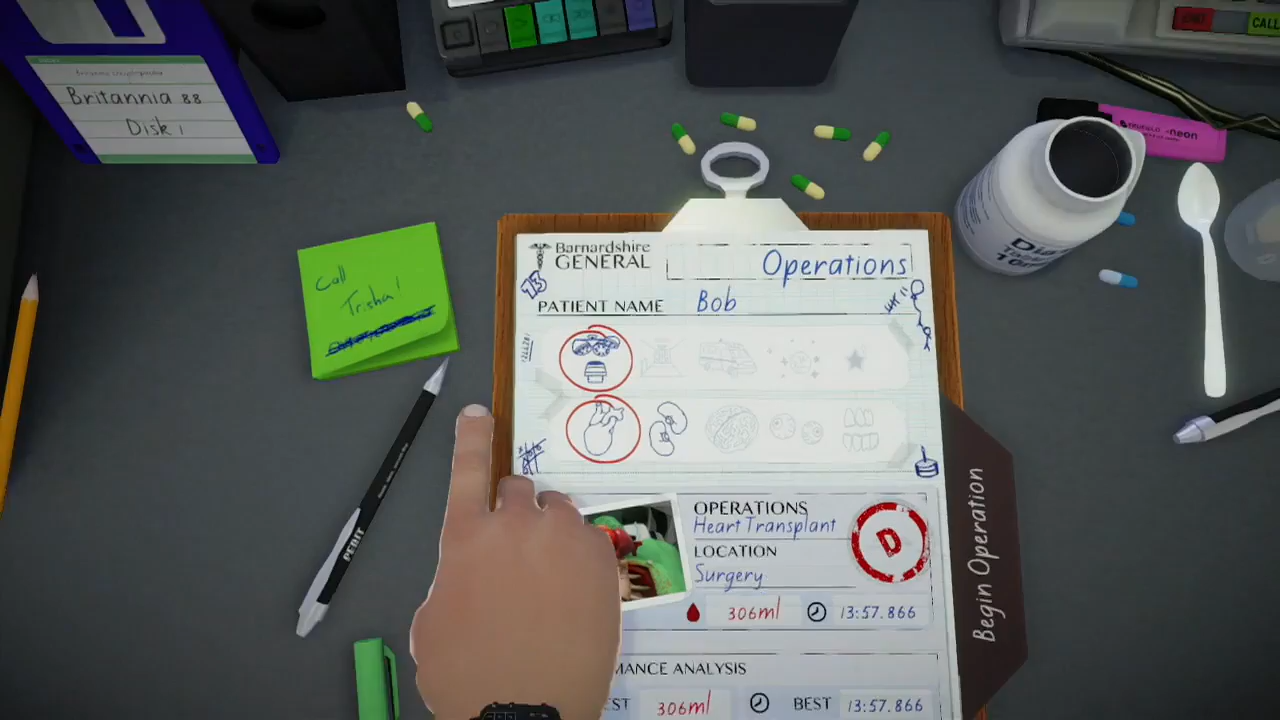 Britannia 88
Disk 1
CALL
neon
Call
Trisha!
Barnardshire
GENERAL
Operations
PATIENT NAME Bob
OPERATIONS
Heart Transplant
LOCATION
Surgery
D
306ml 13:57.866
MANCE ANALYSIS
306ml BEST 13:57.866
Begin Operation